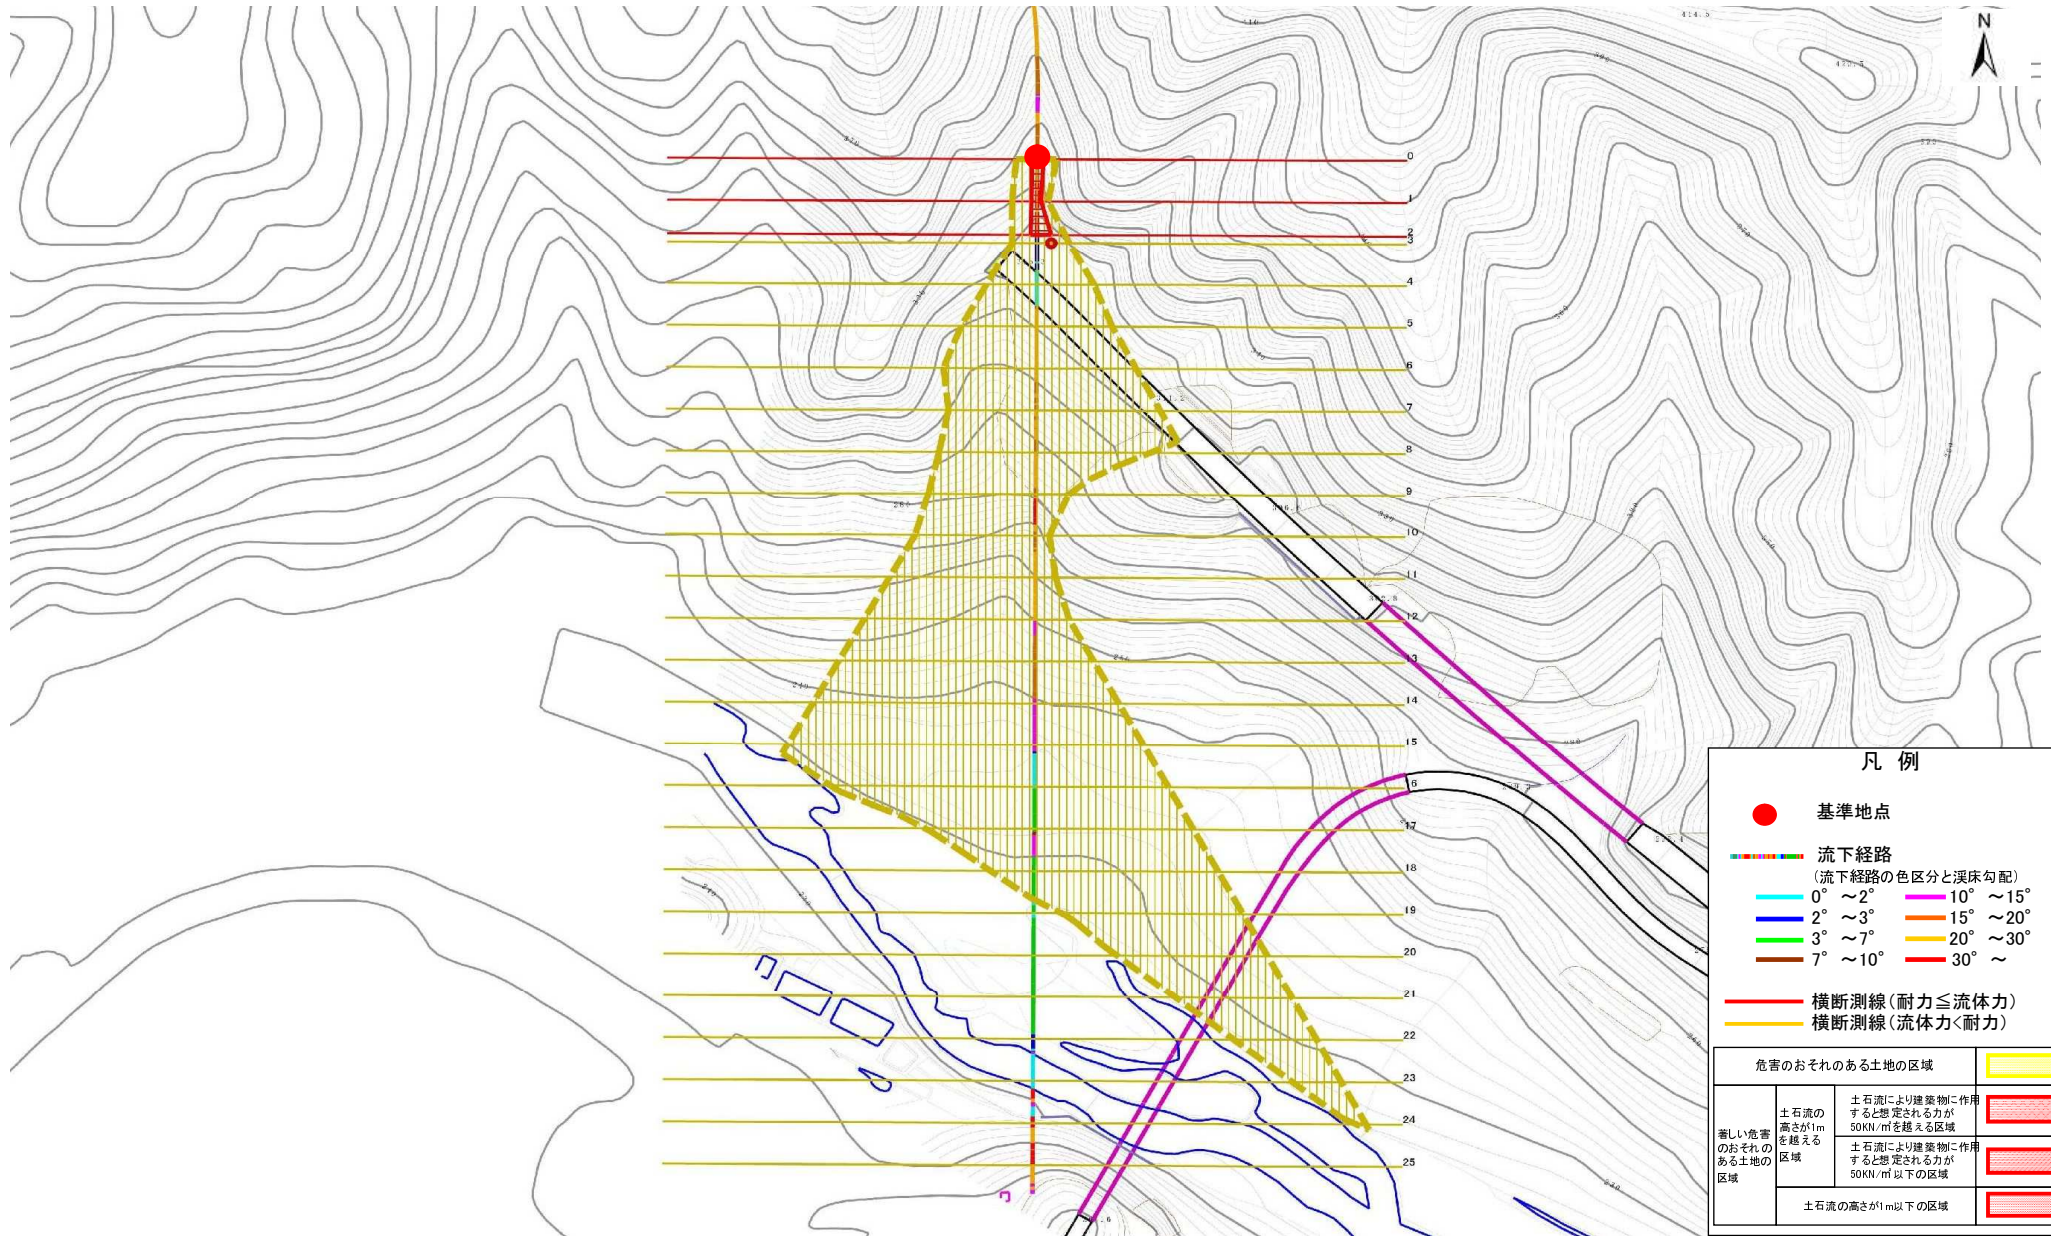 N
0
1
2
3
4
5
6
7
8
9
10
11
12
13
14
15
16
17
18
19
20
21
22
23
24
25
凡 例
基準地点
流下経路
(流下経路の色区分と渓床勾配)
0° ～2° 10° ～15°
2° ～3° 15° ～20°
3° ～7° 20° ～30°
7° ～10° 30° ～
横断測線(耐力≦流体力)
横断測線(流体力<耐力)
危害のおそれのある土地の区域
著しい危害
のおそれの
ある土地の
区域
土石流の
高さが1m
を越える
区域
土石流により建築物に作用
すると想定される力が
50KN/㎡を越える区域
土石流により建築物に作用
すると想定される力が
50KN/㎡以下の区域
土石流の高さが1m以下の区域